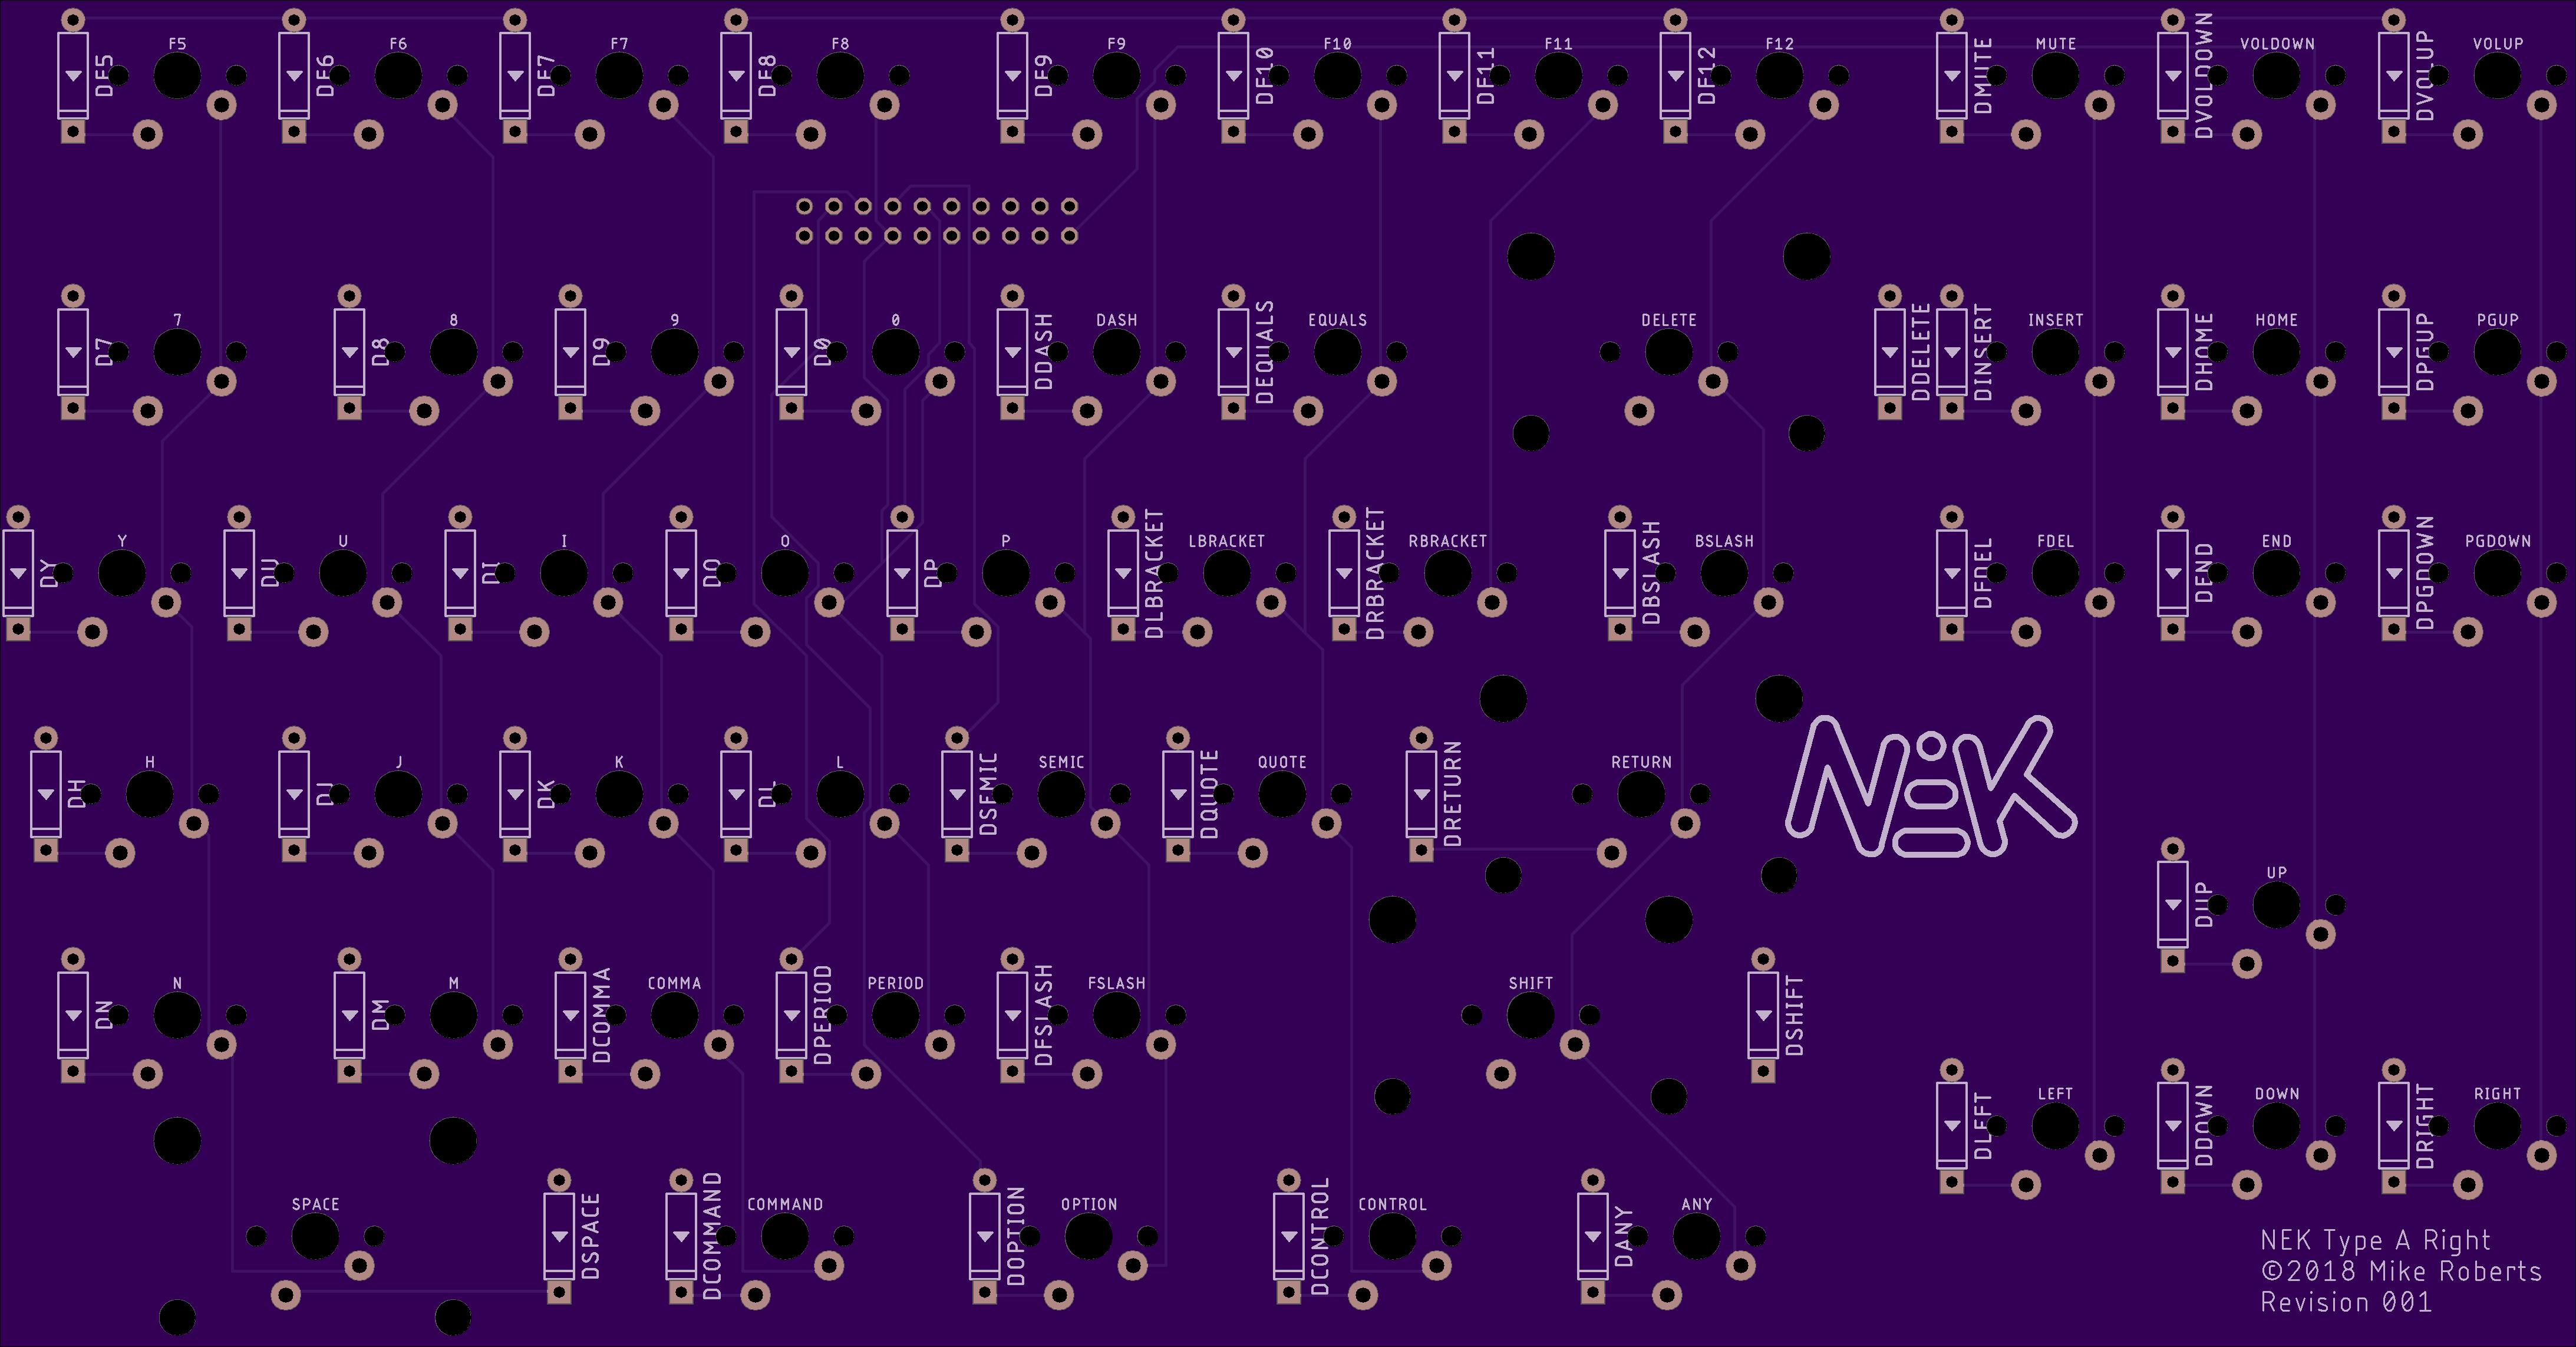 DF5 F5 DF6 F6 DF7 F7 DF8 F8 DF9 F9 DF10 F10 DF11 F11 DF12 F12 DMUTE MUTE DVOLDOWN VOLDOWN DVOLUP VOLUP
D7 7 D8 8 D9 9 D0 0 DDASH DASH DEQUALS EQUALS DELETE DDELETE DINSERT INSERT DHOME HOME DPGUP PGUP
DY Y DU U DI I DO O DP P DLBRACKET LBRACKET DRBRACKET RBRACKET DBSLASH BSLASH DFDEL FDEL DEND END DPGDOWN PGDOWN
DH H DJ J DK K DL L DSEMIC SEMIC DQUOTE QUOTE DRETURN RETURN
NEK
DUP UP
DN N DM M DCOMMA COMMA DPERIOD PERIOD DFSLASH FSLASH SHIFT DSHIFT
DLEFT LEFT DDOWN DOWN DRIGHT RIGHT
SPACE DSPACE DCOMMAND COMMAND DOPTION OPTION DCONTROL CONTROL DANY ANY
NEK Type A Right
©2018 Mike Roberts
Revision 001